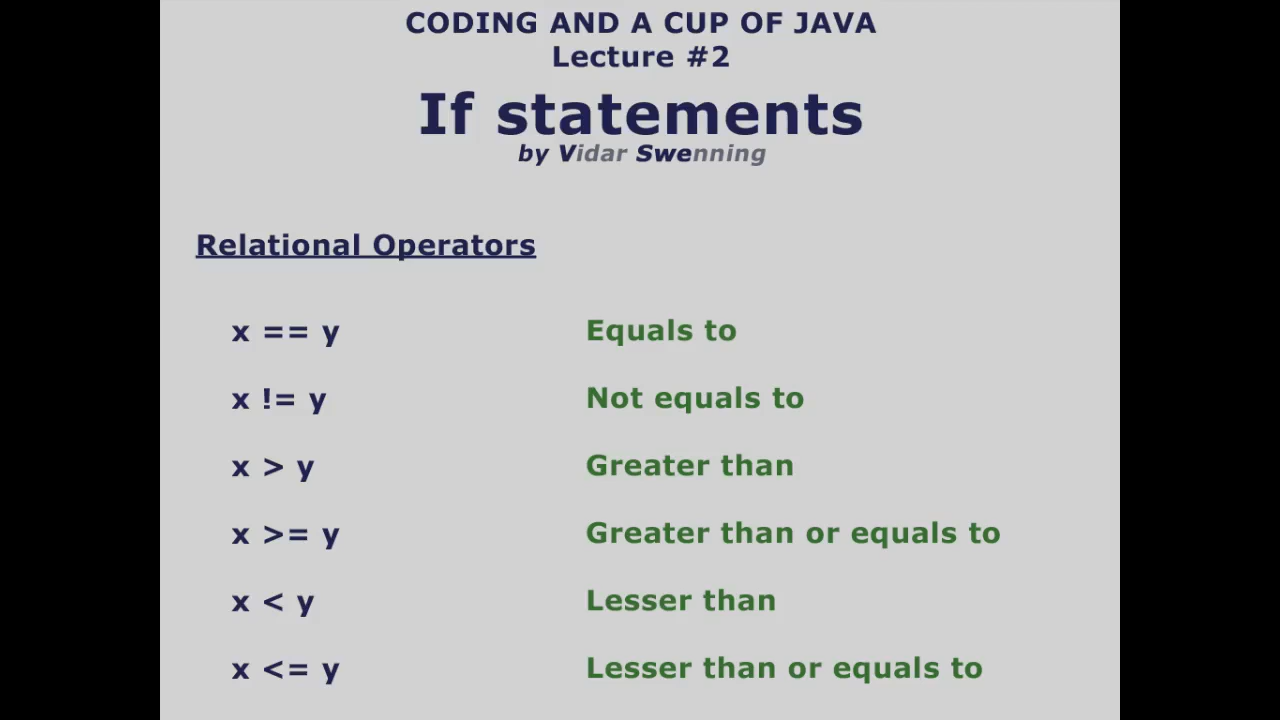 CODING AND A CUP OF JAVA
Lecture #2
If statements
by Vidar Swenning
Relational Operators
x == y Equals to
x != y Not equals to
x > y Greater than
x >= y Greater than or equals to
x < y Lesser than
x <= y Lesser than or equals to